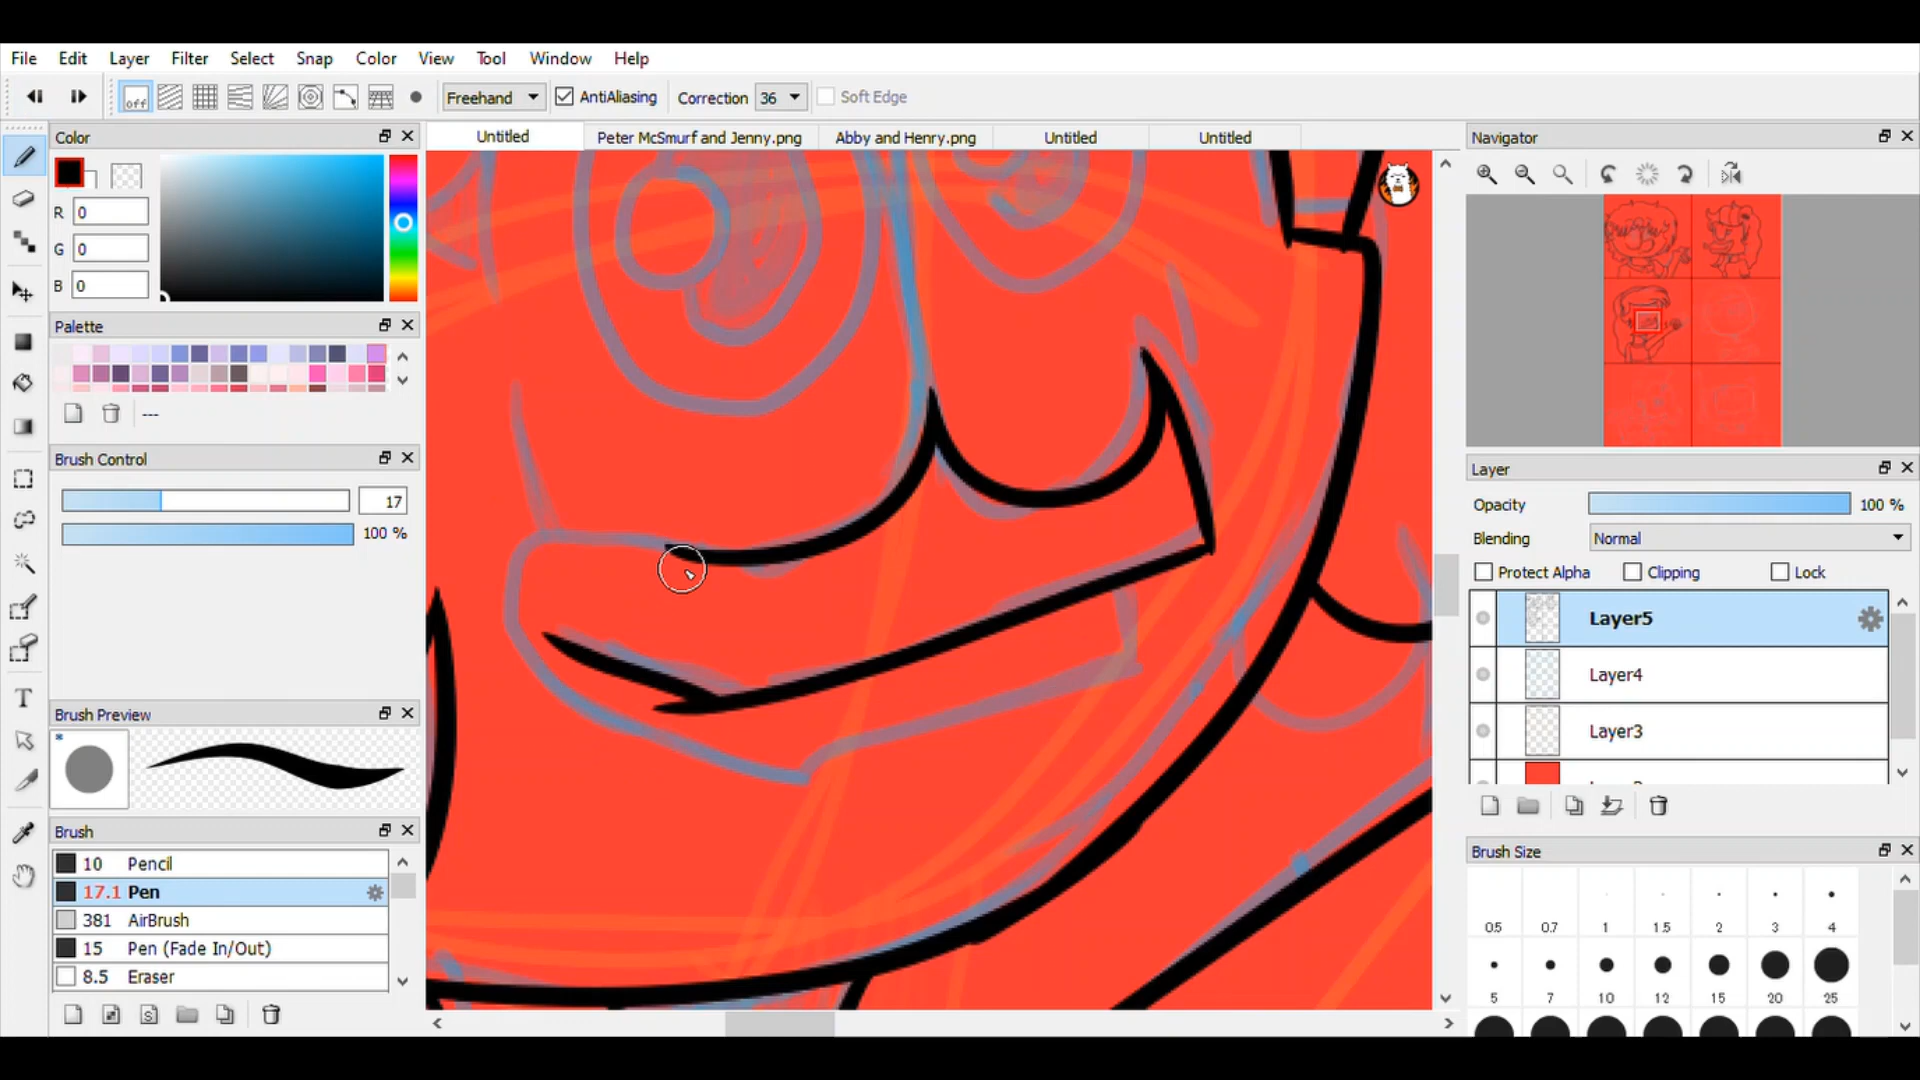 File Edit Layer Filter Select Snap Color View Tool Window Help
off Freehand AntiAliasing Correction 36 Soft Edge
Color
R 0
G 0
B 0
Palette
---
Brush Control
17
100 %
Brush Preview
*
Brush
10 Pencil
17.1 Pen
381 AirBrush
15 Pen (Fade In/Out)
8.5 Eraser
S
T
Untitled Peter McSmurf and Jenny.png Abby and Henry.png Untitled Untitled
Navigator
Layer
Opacity 100 %
Blending Normal
Protect Alpha Clipping Lock
Layer5
Layer4
Layer3
Brush Size
0.5 0.7 1 1.5 2 3 4
5 7 10 12 15 20 25